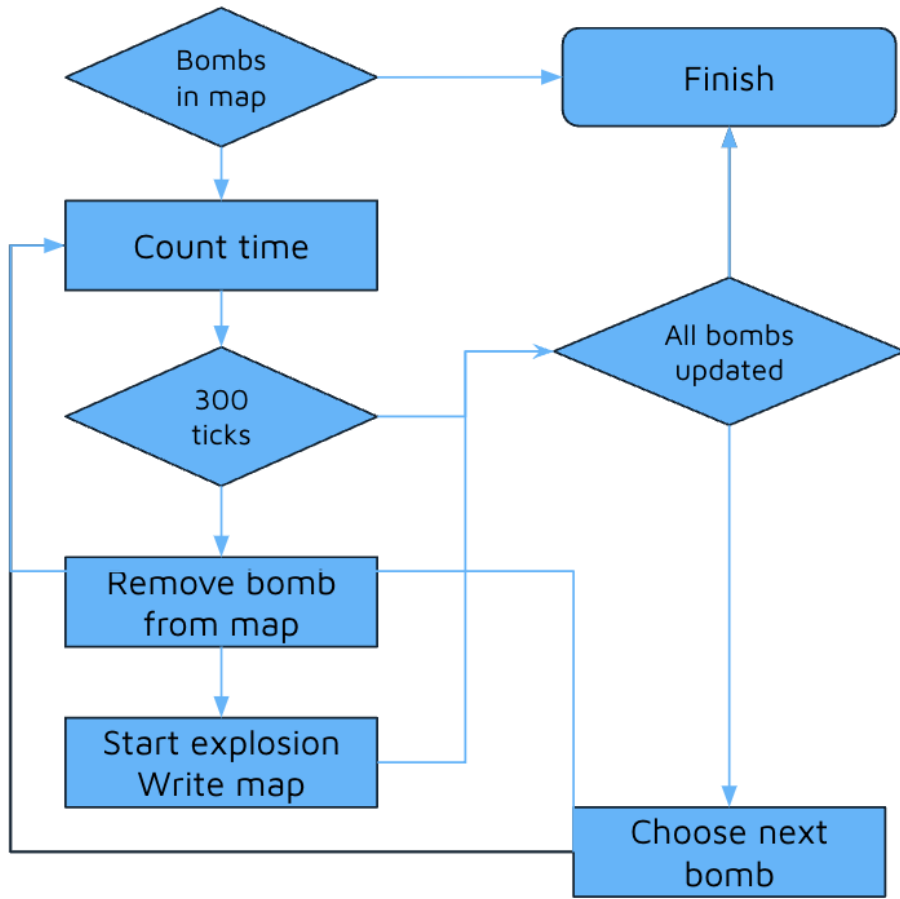 Bombs
in map
Finish
Count time
All bombs
updated
300
ticks
Remove bomb
from map
Start explosion
Write map
Choose next
bomb